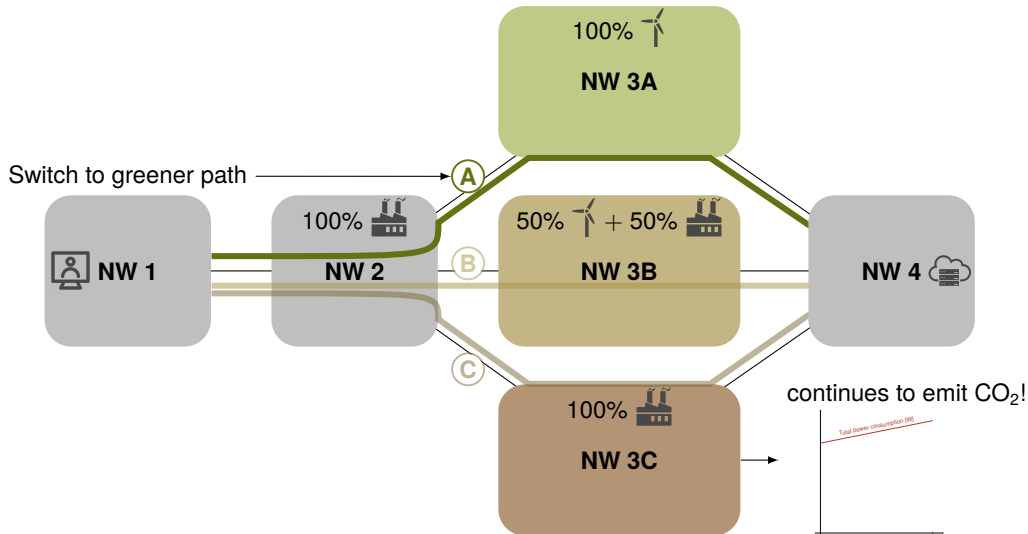 100%
NW 3A
Switch to greener path
A
100%
50% + 50%
NW 1
NW 2
B
NW 3B
NW 4
C
100%
NW 3C
continues to emit CO₂!
Total power consumption [W]